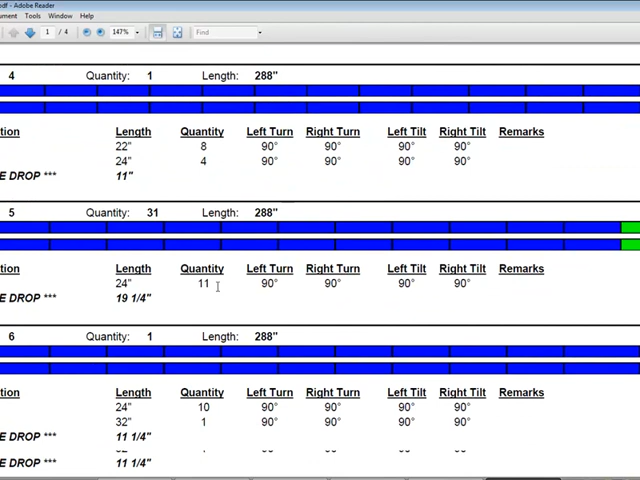 odf - Adobe Reader
ument Tools Window Help
1 / 4 147% Find
4 Quantity: 1 Length: 288"
tion Length Quantity Left Turn Right Turn Left Tilt Right Tilt Remarks
22" 8 90° 90° 90° 90°
24" 4 90° 90° 90° 90°
E DROP *** 11"
5 Quantity: 31 Length: 288"
tion Length Quantity Left Turn Right Turn Left Tilt Right Tilt Remarks
24" 11 90° 90° 90° 90°
E DROP *** 19 1/4"
6 Quantity: 1 Length: 288"
tion Length Quantity Left Turn Right Turn Left Tilt Right Tilt Remarks
24" 10 90° 90° 90° 90°
32" 1 90° 90° 90° 90°
E DROP *** 11 1/4"
E DROP *** 11 1/4"